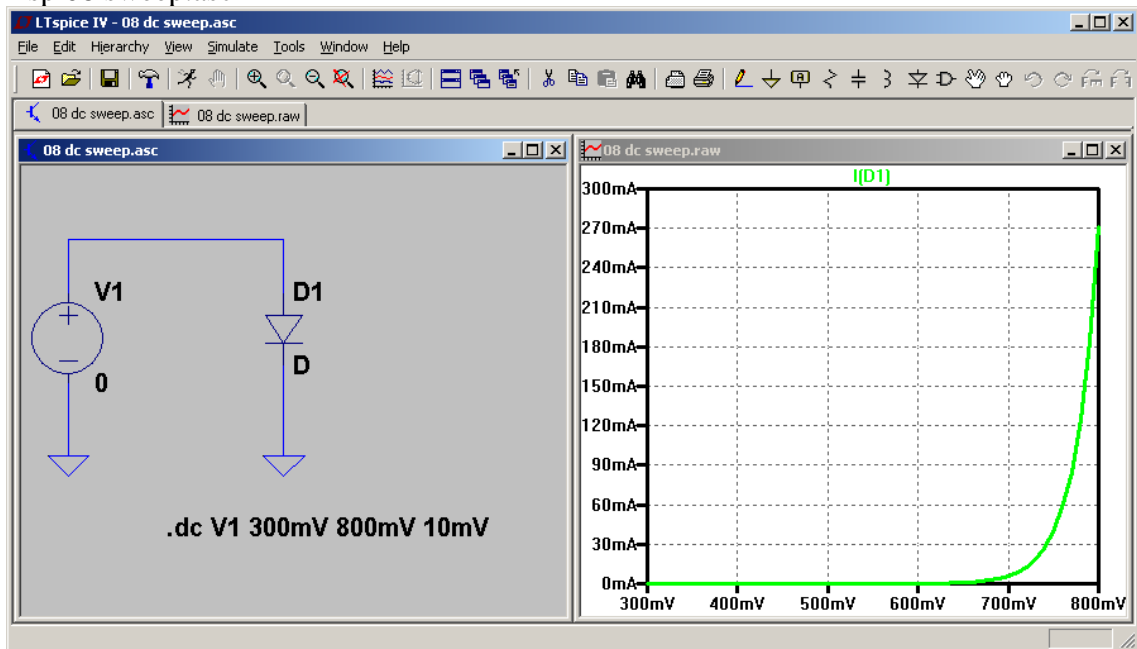 LTspice IV - 08 dc sweep.asc
File Edit Hierarchy View Simulate Tools Window Help
08 dc sweep.asc 08 dc sweep.raw
08 dc sweep.asc
V1
0
D1
D
.dc V1 300mV 800mV 10mV
08 dc sweep.raw
I(D1)
300mA
270mA
240mA
210mA
180mA
150mA
120mA
90mA
60mA
30mA
0mA
300mV 400mV 500mV 600mV 700mV 800mV